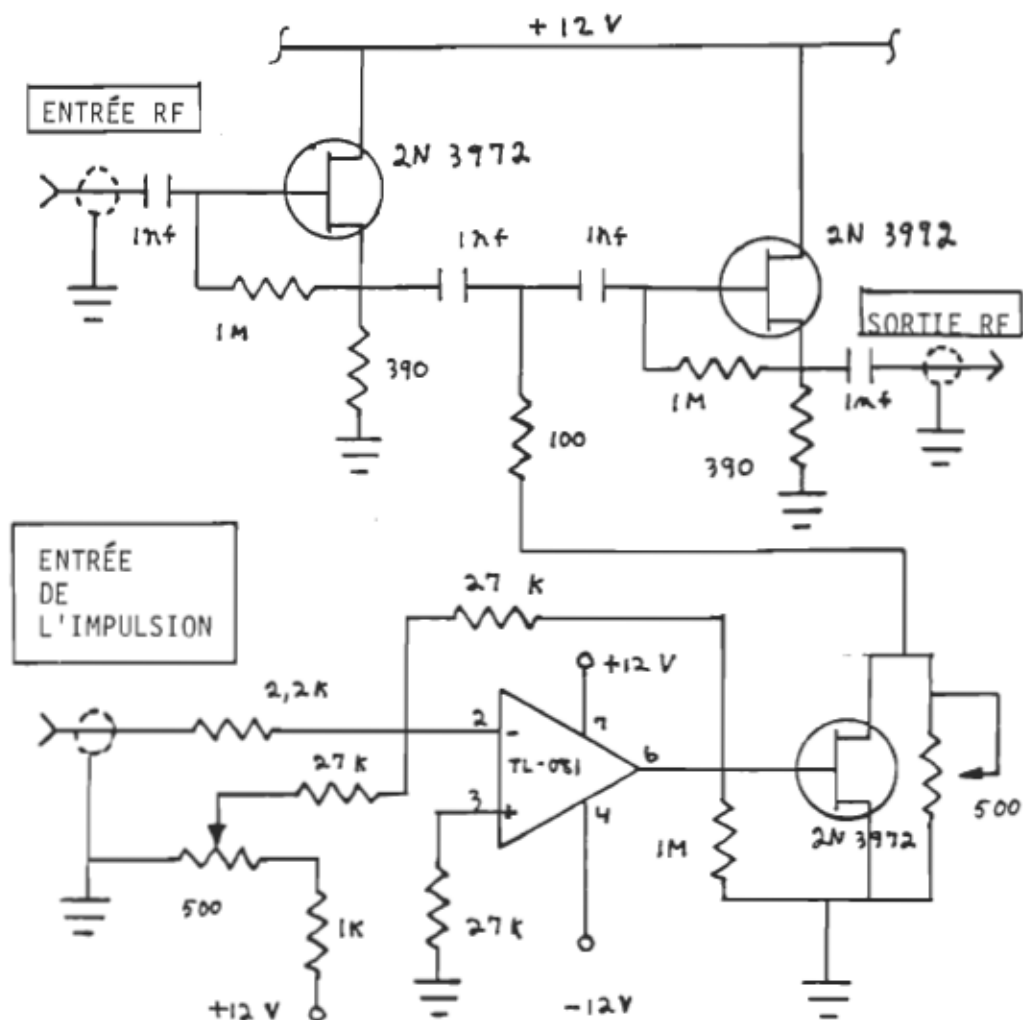 +12 V
ENTRÉE RF
2N 3972
1nf
1nf
1nf
2N 3992
SORTIE RF
1M
390
1M
1nf
100
390
ENTRÉE
DE
L'IMPULSION
27 K
+12 V
2,2K
2
-
7
TL-081
6
27 K
3
+
4
1M
2N 3972
500
500
1K
27K
+12 V
-12V